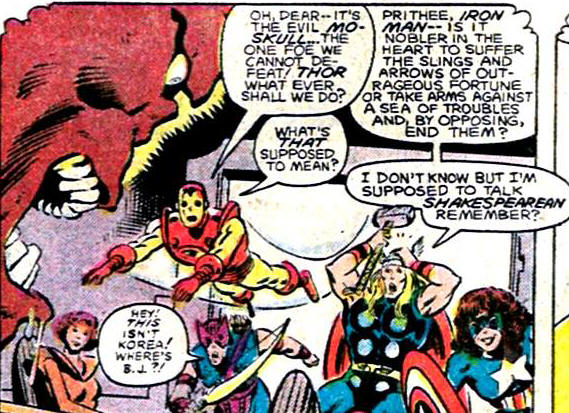 OH, DEAR--IT'S
THE EVIL MO-
SKULL...THE
ONE FOE WE
CANNOT DE-
FEAT! THOR
WHAT EVER
SHALL WE DO?
PRITHEE, IRON
MAN-- IS IT
NOBLER IN THE
HEART TO SUFFER
THE SLINGS AND
ARROWS OF OUT-
RAGEOUS FORTUNE
OR TAKE ARMS AGAINST
A SEA OF TROUBLES
AND, BY OPPOSING,
END THEM?
WHAT'S
THAT
SUPPOSED
TO MEAN?
I DON'T KNOW BUT I'M
SUPPOSED TO TALK
SHAKESPEAREAN
REMEMBER?
HEY!
THIS
ISN'T
KOREA!
WHERE'S
B.J.?!